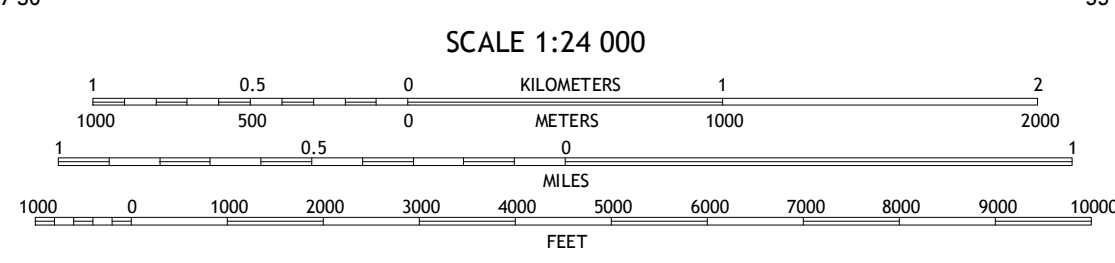 SCALE 1:24 000
1 0.5 0 KILOMETERS 1 2
1000 500 0 METERS 1000 2000
1 0.5 0 1
MILES
1000 0 1000 2000 3000 4000 5000 6000 7000 8000 9000 10000
FEET